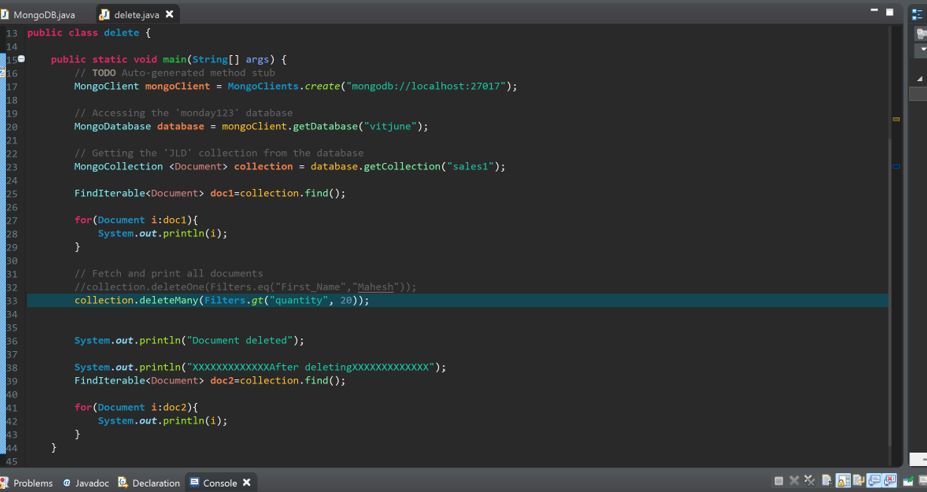 MongoDB.java
delete.java
13 public class delete {
14
15 public static void main(String[] args) {
16 // TODO Auto-generated method stub
17 MongoClient mongoClient = MongoClients.create("mongodb://localhost:27017");
18
19 // Accessing the 'monday123' database
20 MongoDatabase database = mongoClient.getDatabase("vitjune");
21
22 // Getting the 'JLD' collection from the database
23 MongoCollection <Document> collection = database.getCollection("sales1");
24
25 FindIterable<Document> doc1=collection.find();
26
27 for(Document i:doc1){
28 System.out.println(i);
29 }
30
31 // Fetch and print all documents
32 //collection.deleteOne(Filters.eq("First_Name","Mahesh"));
33 collection.deleteMany(Filters.gt("quantity", 20));
34
35
36 System.out.println("Document deleted");
37
38 System.out.println("XXXXXXXXXXXXXAfter deletingXXXXXXXXXXXXX");
39 FindIterable<Document> doc2=collection.find();
40
41 for(Document i:doc2){
42 System.out.println(i);
43 }
44 }
45
Problems
Javadoc
Declaration
Console